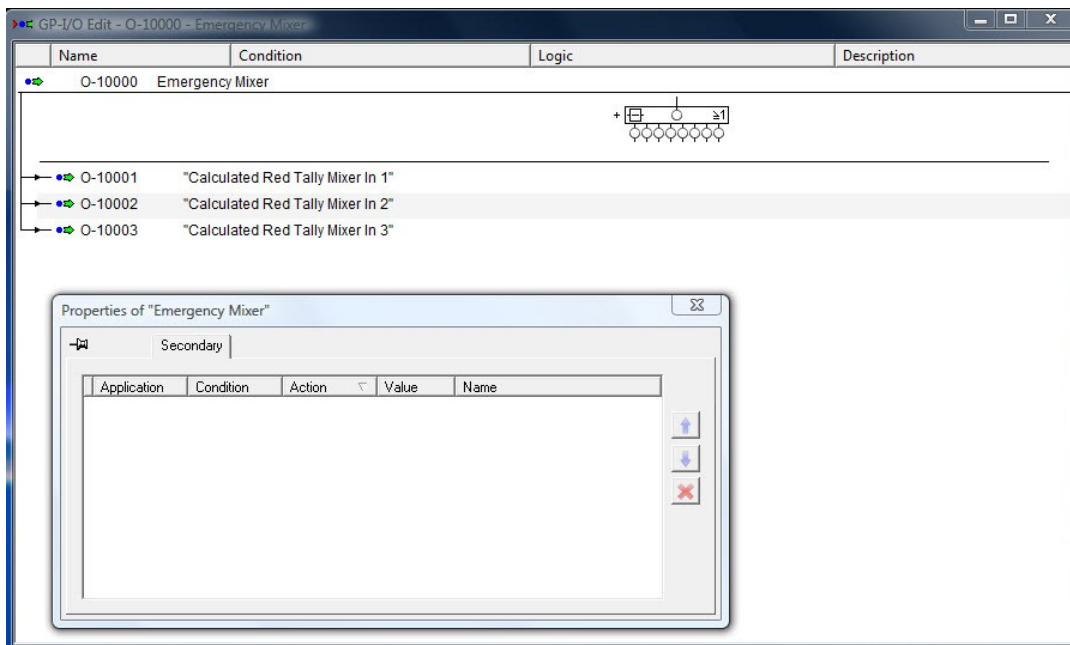 GP-I/O Edit - O-10000 - Emergency Mixer
Name Condition Logic Description
O-10000 Emergency Mixer
+ ≥1
O-10001 "Calculated Red Tally Mixer In 1"
O-10002 "Calculated Red Tally Mixer In 2"
O-10003 "Calculated Red Tally Mixer In 3"
Properties of "Emergency Mixer"
Secondary
Application Condition Action Value Name